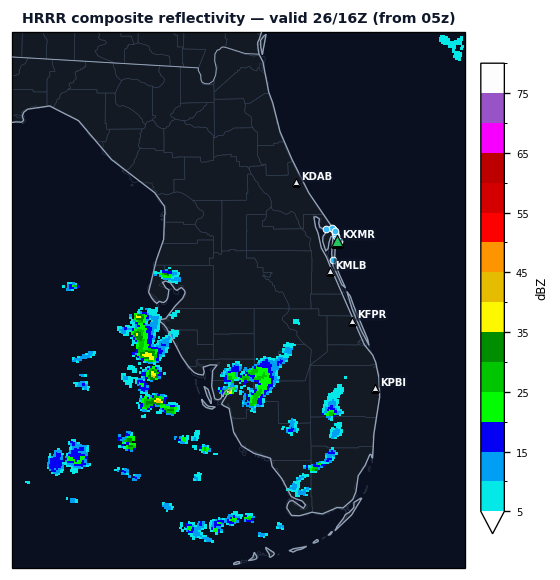 HRRR composite reflectivity — valid 26/16Z (from 05z)
KDAB
KXMR
KMLB
KFPR
KPBI
75
65
55
45
35
25
15
5
dBZ